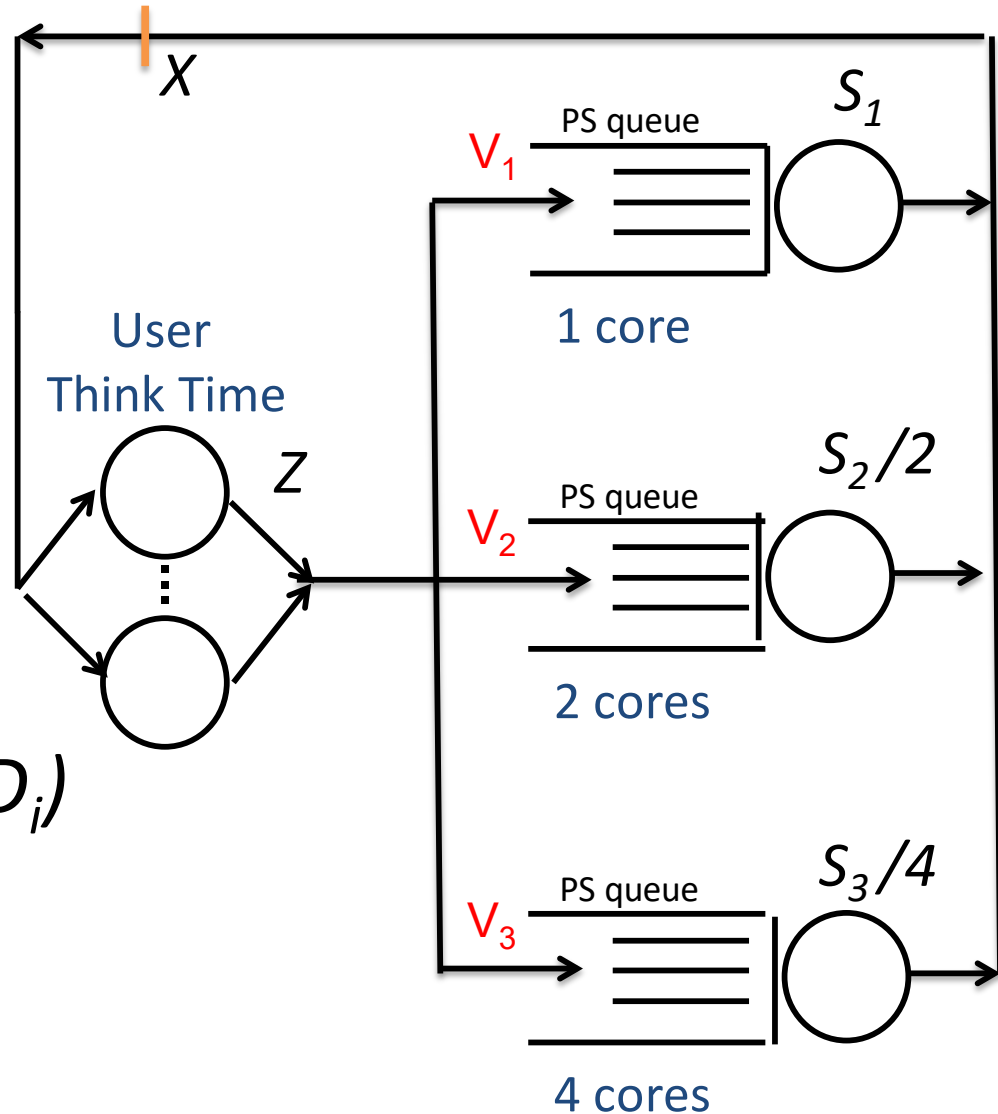 X
S₁
PS queue
V₁
1 core
User
Think Time
Z
S₂/2
PS queue
V₂
2 cores
Dᵢ)
S₃/4
PS queue
V₃
4 cores